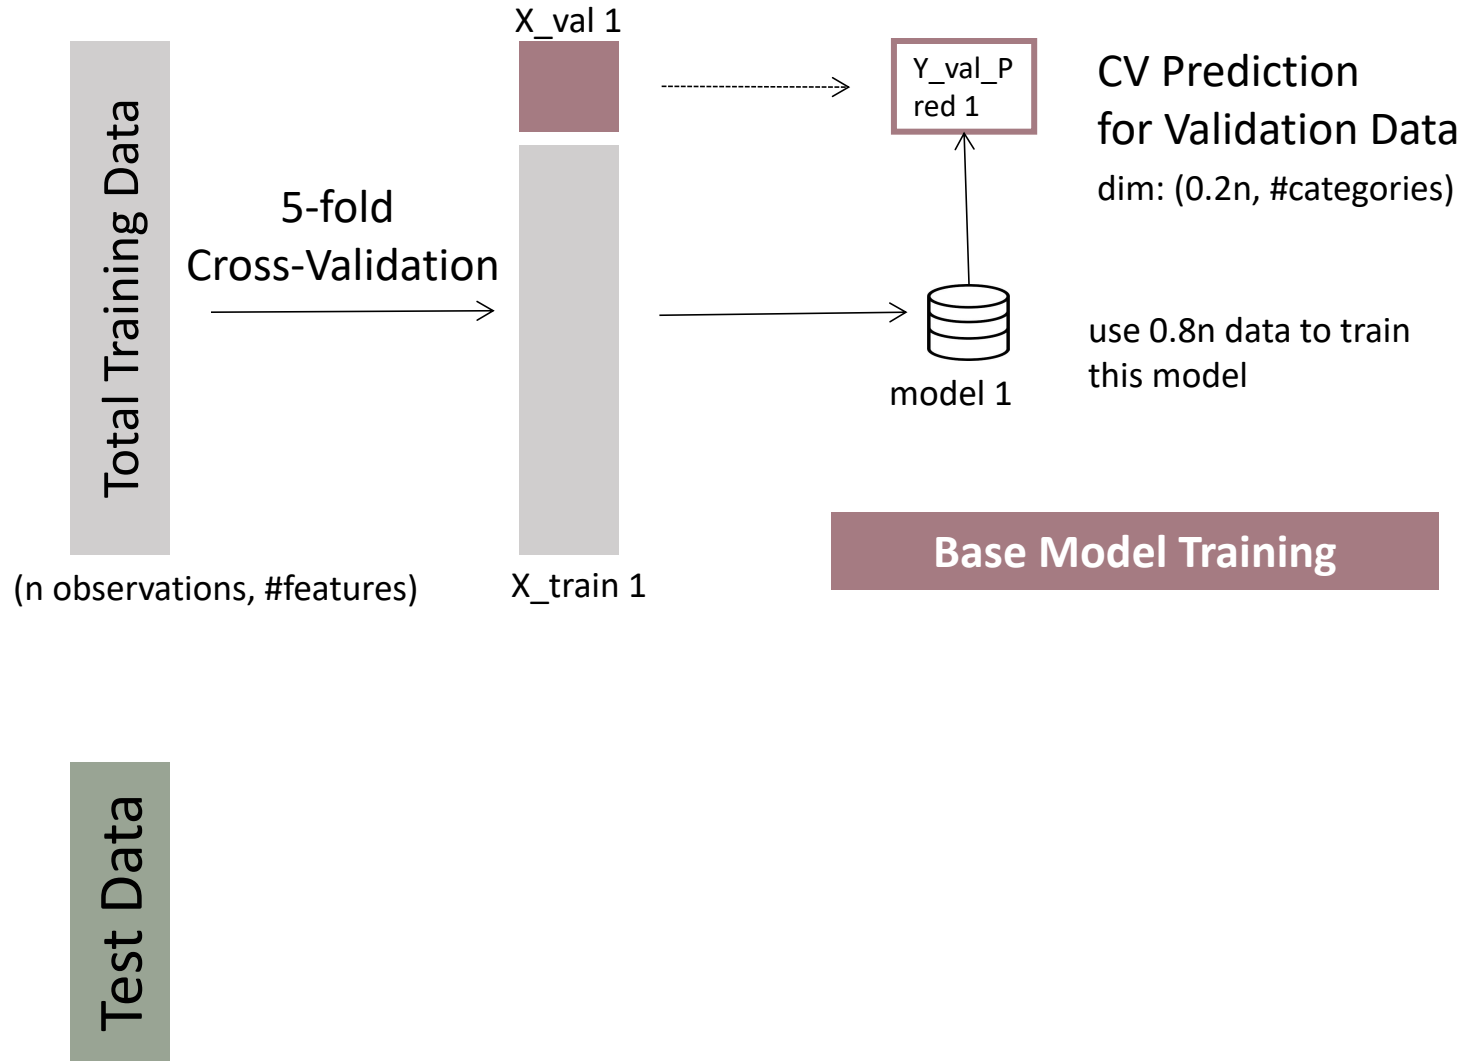 X_val 1
Total Training Data
5-fold
Cross-Validation
Y_val_P
red 1
CV Prediction
for Validation Data
dim: (0.2n, #categories)
use 0.8n data to train
this model
model 1
Base Model Training
(n observations, #features)
X_train 1
Test Data